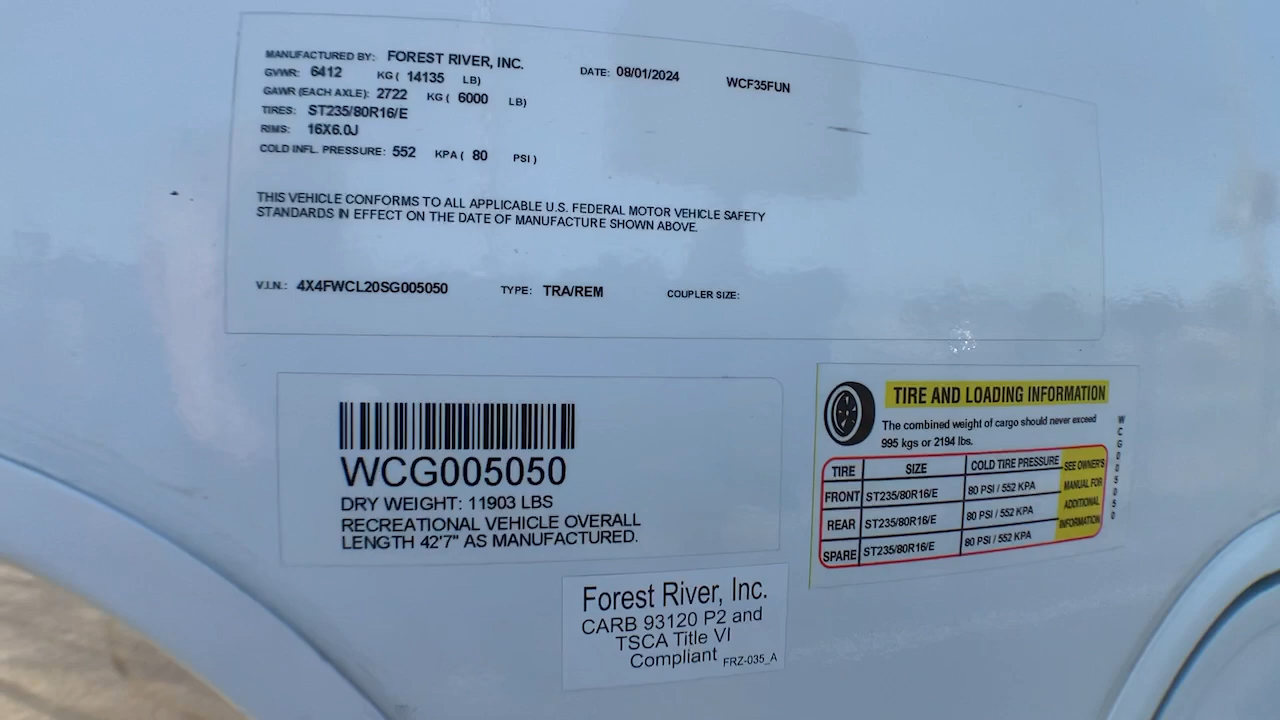 MANUFACTURED BY: FOREST RIVER, INC. DATE: 08/01/2024 WCF35FUN
GVWR: 6412 KG ( 14135 LB)
GAWR (EACH AXLE): 2722 KG ( 6000 LB)
TIRES: ST235/80R16/E
RIMS: 16X6.0J
COLD INFL. PRESSURE: 552 KPA ( 80 PSI )
THIS VEHICLE CONFORMS TO ALL APPLICABLE U.S. FEDERAL MOTOR VEHICLE SAFETY
STANDARDS IN EFFECT ON THE DATE OF MANUFACTURE SHOWN ABOVE.
V.I.N.: 4X4FWCL20SG005050 TYPE: TRA/REM COUPLER SIZE:
WCG005050
DRY WEIGHT: 11903 LBS
RECREATIONAL VEHICLE OVERALL
LENGTH 42'7" AS MANUFACTURED.
TIRE AND LOADING INFORMATION
The combined weight of cargo should never exceed
995 kgs or 2194 lbs.
TIRE SIZE COLD TIRE PRESSURE
FRONT ST235/80R16/E 80 PSI / 552 KPA
REAR ST235/80R16/E 80 PSI / 552 KPA
SPARE ST235/80R16/E 80 PSI / 552 KPA
SEE OWNER'S
MANUAL FOR
ADDITIONAL
INFORMATION
WCG005050
Forest River, Inc.
CARB 93120 P2 and
TSCA Title VI
Compliant FRZ-035_A